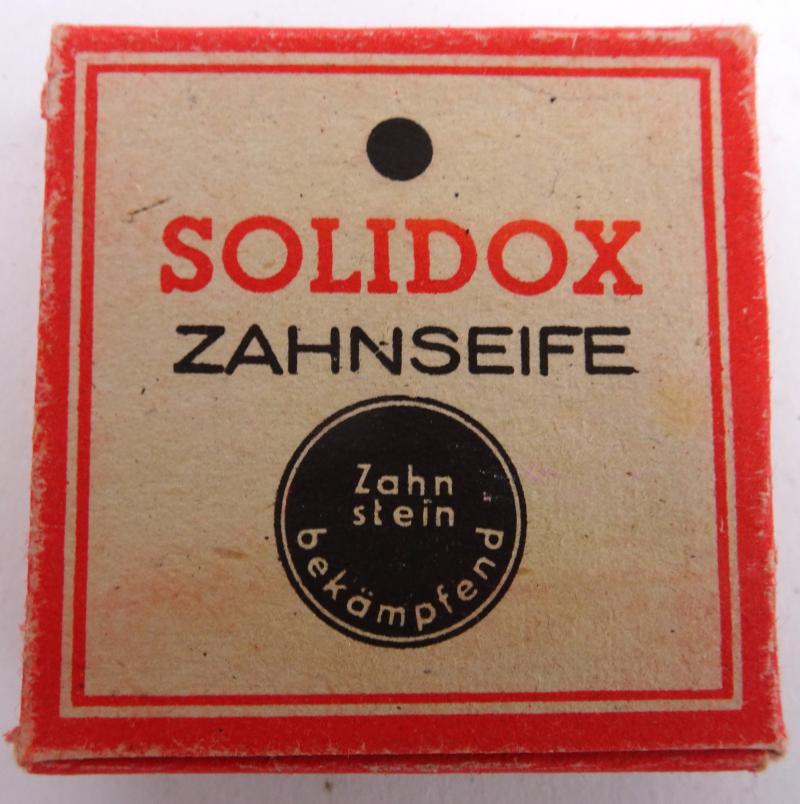 SOLIDOX
ZAHNSEIFE
Zahn
stein
bekämpfend